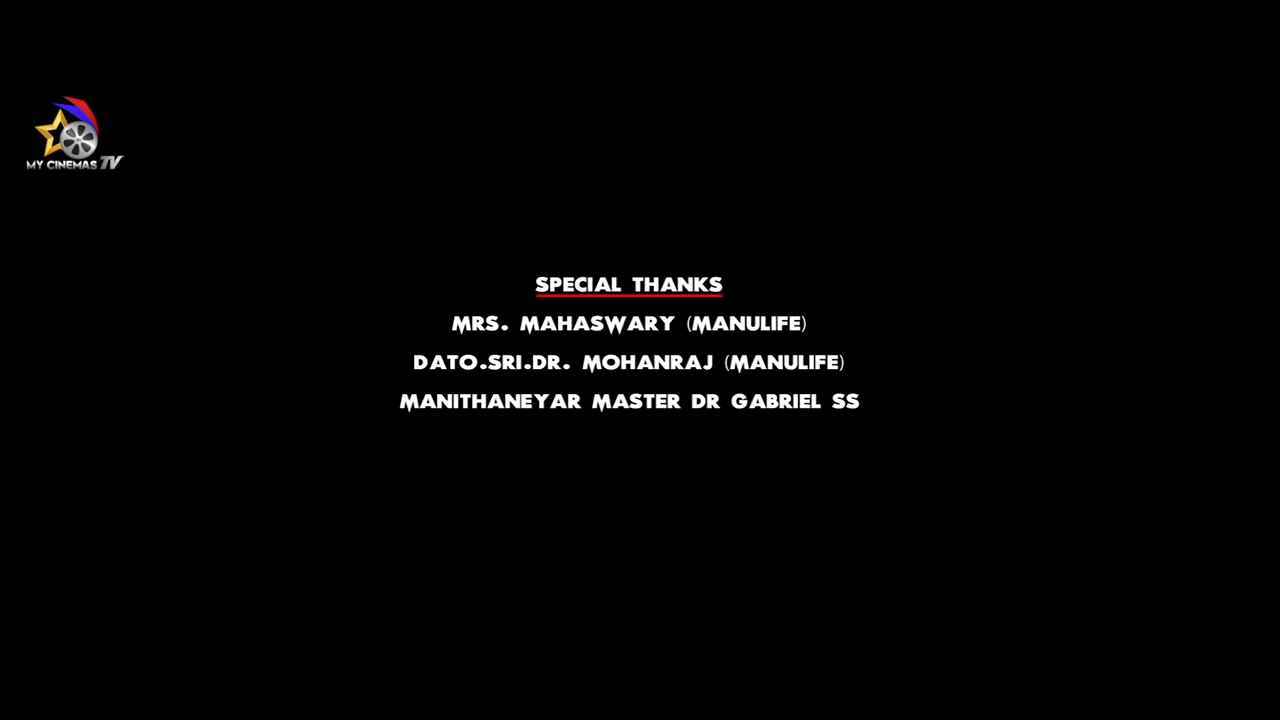 MY CINEMAS TV
SPECIAL THANKS
MRS. MAHASWARY (MANULIFE)
DATO.SRI.DR. MOHANRAJ (MANULIFE)
MANITHANEYAR MASTER DR GABRIEL SS